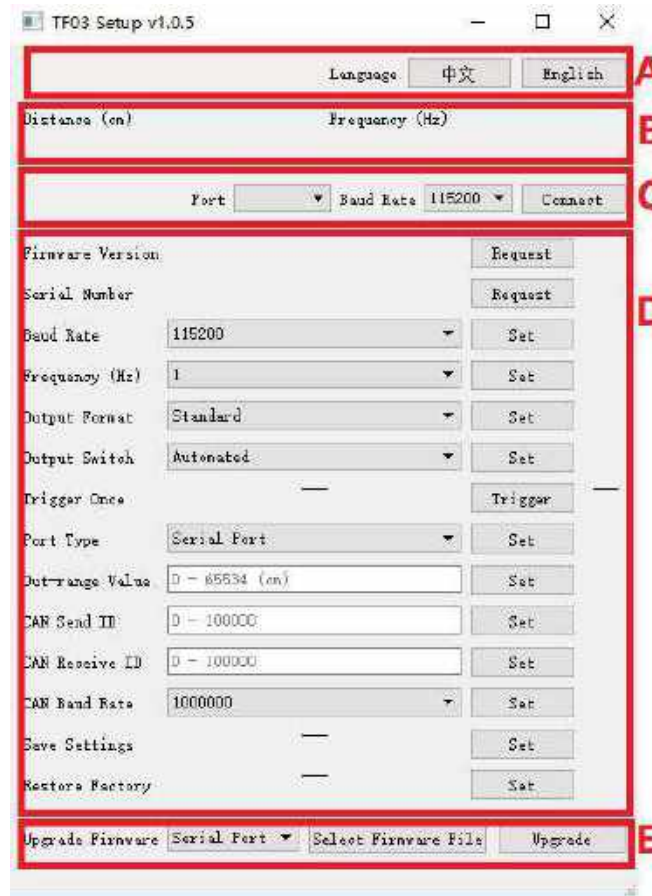 TF03 Setup v1.0.5
Language 中文 English A
Distance (cm) Frequency (Hz) B
Port Baud Rate 115200 Connect C
Firmware Version Request
Serial Number Request
D
Baud Rate 115200 Set
Frequency (Hz) 1 Set
Output Format Standard Set
Output Switch Automated Set
Trigger Once — Trigger —
Port Type Serial Port Set
Out-range Value 0 - 65534 (cm) Set
CAN Send ID 0 - 100000 Set
CAN Receive ID 0 - 100000 Set
CAN Baud Rate 1000000 Set
Save Settings — Set
Restore Factory — Set
Upgrade Firmware Serial Port Select Firmware File Upgrade E